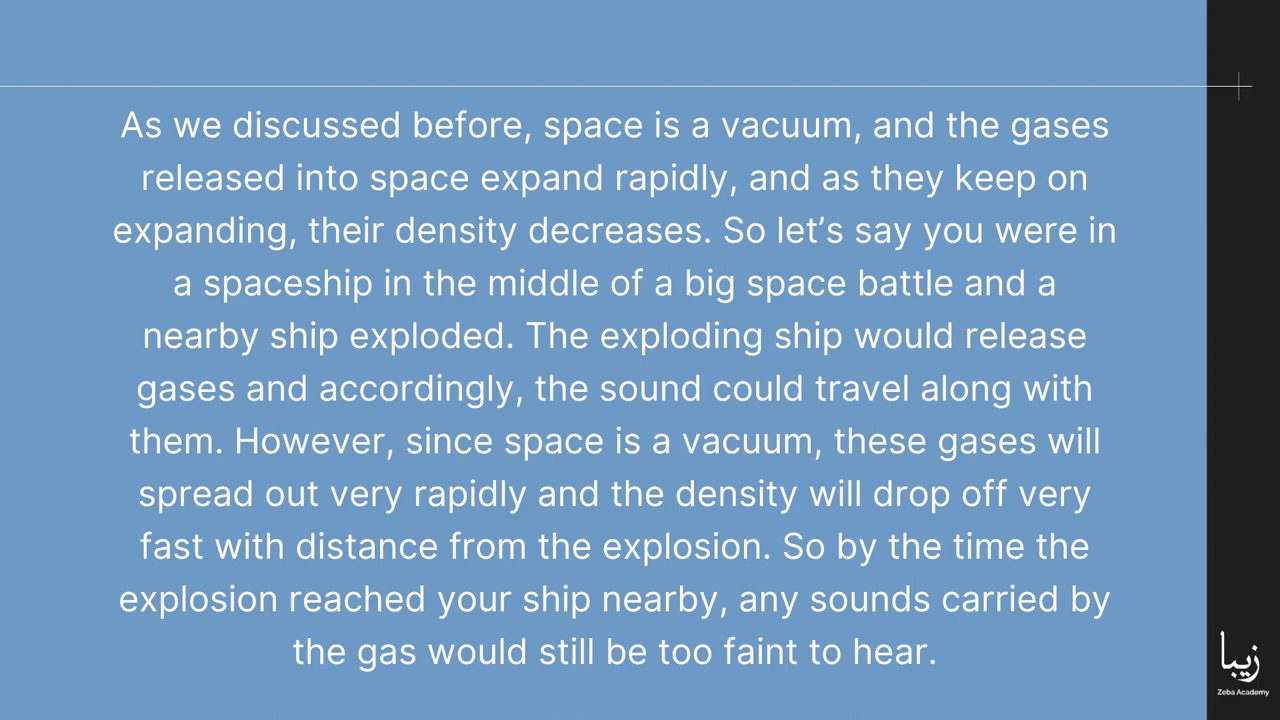 As we discussed before, space is a vacuum, and the gases
released into space expand rapidly, and as they keep on
expanding, their density decreases. So let’s say you were in
a spaceship in the middle of a big space battle and a
nearby ship exploded. The exploding ship would release
gases and accordingly, the sound could travel along with
them. However, since space is a vacuum, these gases will
spread out very rapidly and the density will drop off very
fast with distance from the explosion. So by the time the
explosion reached your ship nearby, any sounds carried by
the gas would still be too faint to hear.
زیبا
Zeba Academy